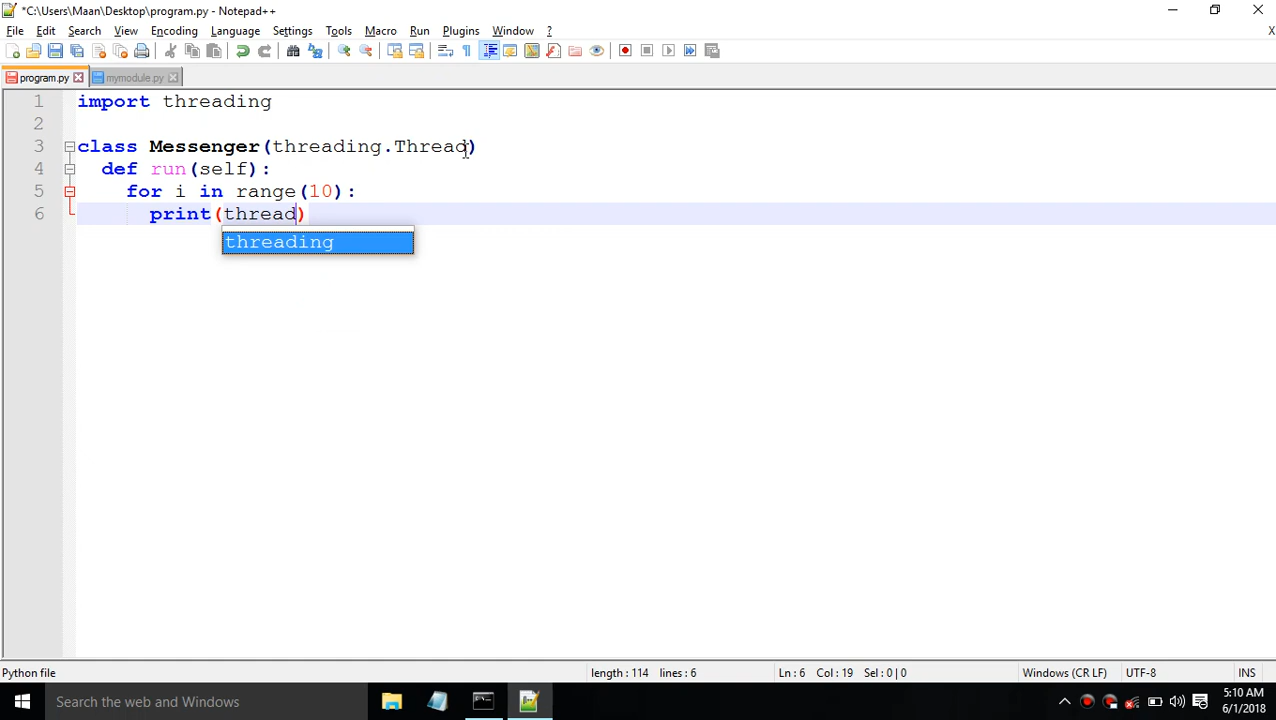 *C:\Users\Maan\Desktop\program.py - Notepad++
File Edit Search View Encoding Language Settings Tools Macro Run Plugins Window ? X
program.py mymodule.py
1 import threading
2
3 class Messenger(threading.Thread)
4 def run(self):
5 for i in range(10):
6 print(thread)
threading
Python file length : 114 lines : 6 Ln : 6 Col : 19 Sel : 0 | 0 Windows (CR LF) UTF-8 INS
Search the web and Windows
5:10 AM
6/1/2018